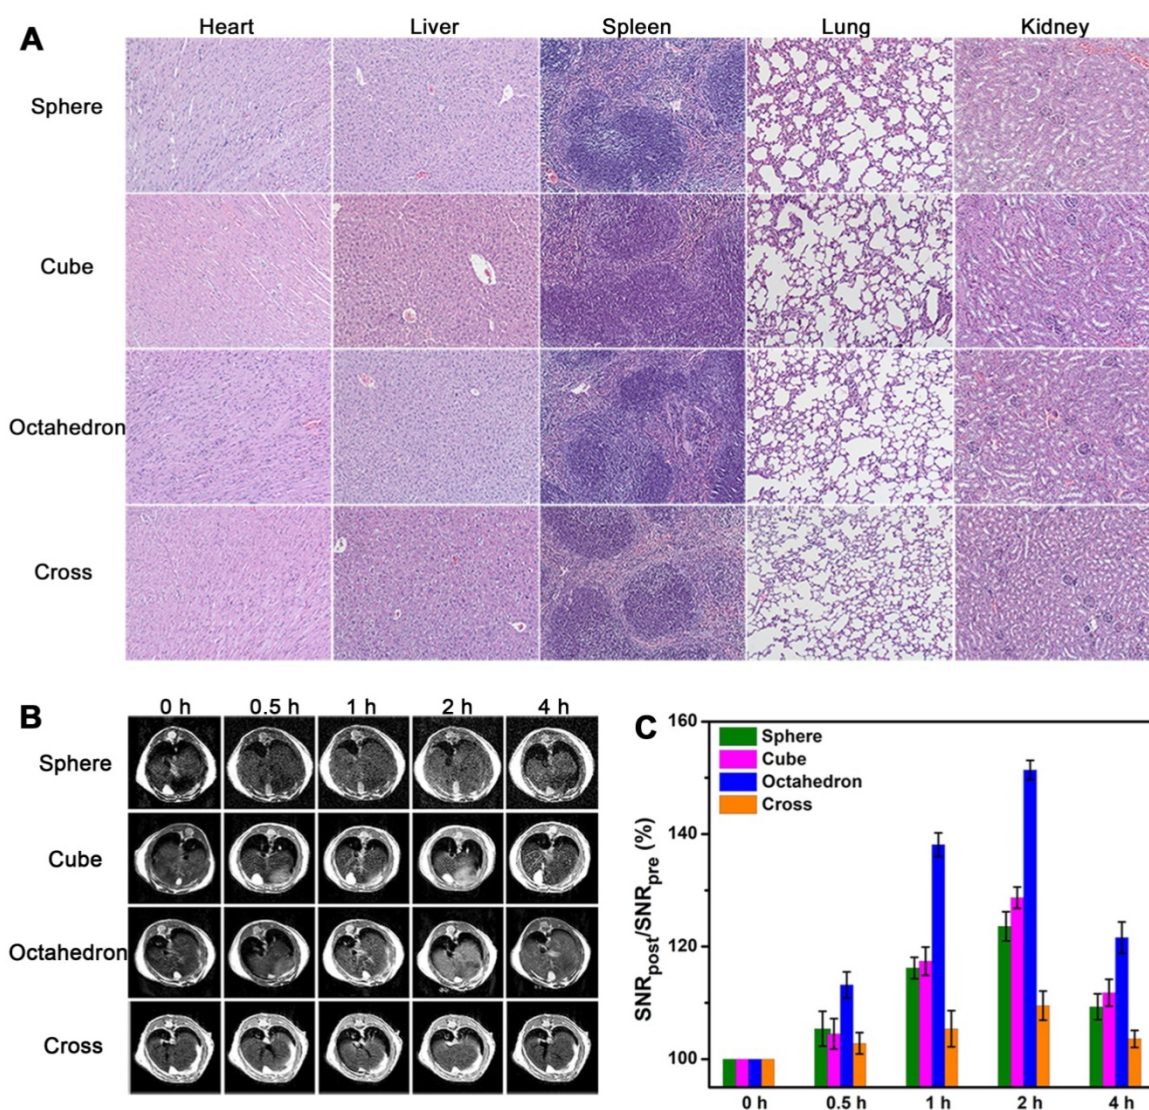 A
Heart Liver Spleen Lung Kidney
Sphere
Cube
Octahedron
Cross
B
0 h 0.5 h 1 h 2 h 4 h
Sphere
Cube
Octahedron
Cross
C
160
140
120
100
SNRpost/SNRpre (%)
Sphere
Cube
Octahedron
Cross
0 h 0.5 h 1 h 2 h 4 h